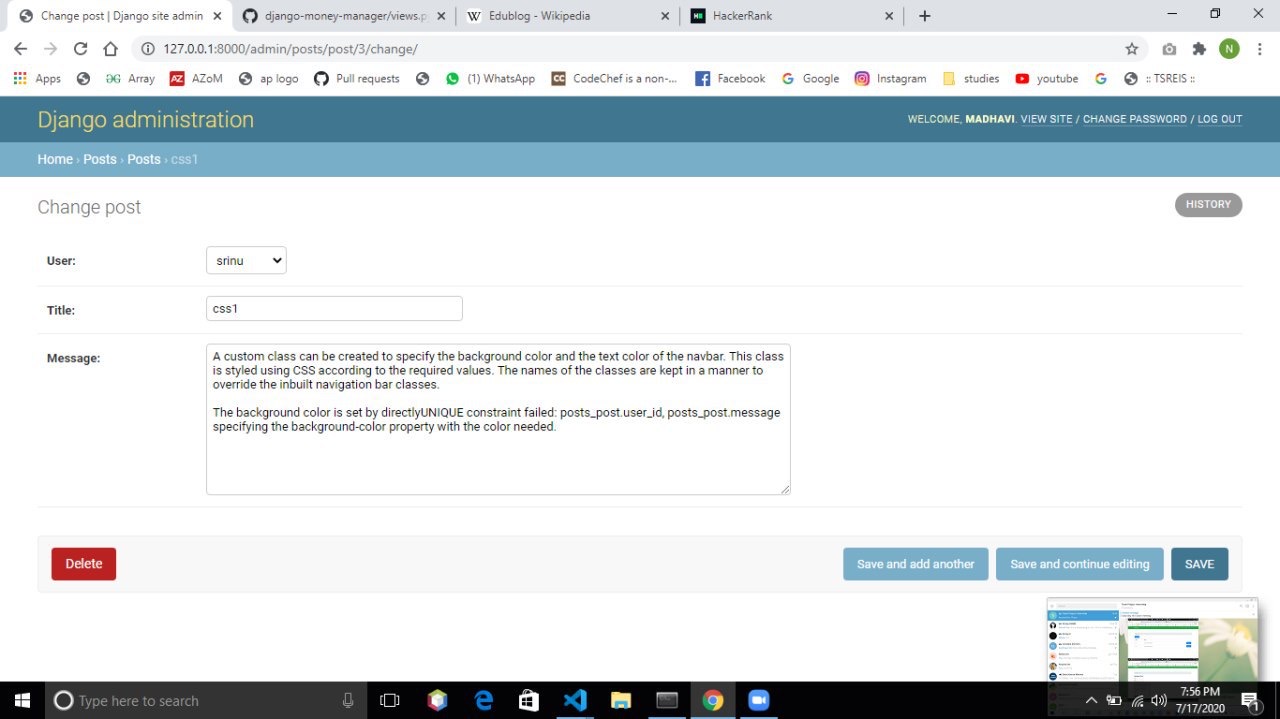 Change post | Django site admin
django-money-manager/views.p
Edublog - Wikipedia
HackerRank
127.0.0.1:8000/admin/posts/post/3/change/
N
Apps
Array
AZoM
ap logo
Pull requests
(1) WhatsApp
CodeChef is a non-...
Facebook
Google
Instagram
studies
youtube
:: TSREIS ::
Django administration
WELCOME, MADHAVI. VIEW SITE / CHANGE PASSWORD / LOG OUT
Home › Posts › Posts › css1
Change post
HISTORY
User:
srinu
Title:
css1
Message:
A custom class can be created to specify the background color and the text color of the navbar. This class
is styled using CSS according to the required values. The names of the classes are kept in a manner to
override the inbuilt navigation bar classes.
The background color is set by directlyUNIQUE constraint failed: posts_post.user_id, posts_post.message
specifying the background-color property with the color needed.
Delete
Save and add another
Save and continue editing
SAVE
Type here to search
7:56 PM
7/17/2020
1